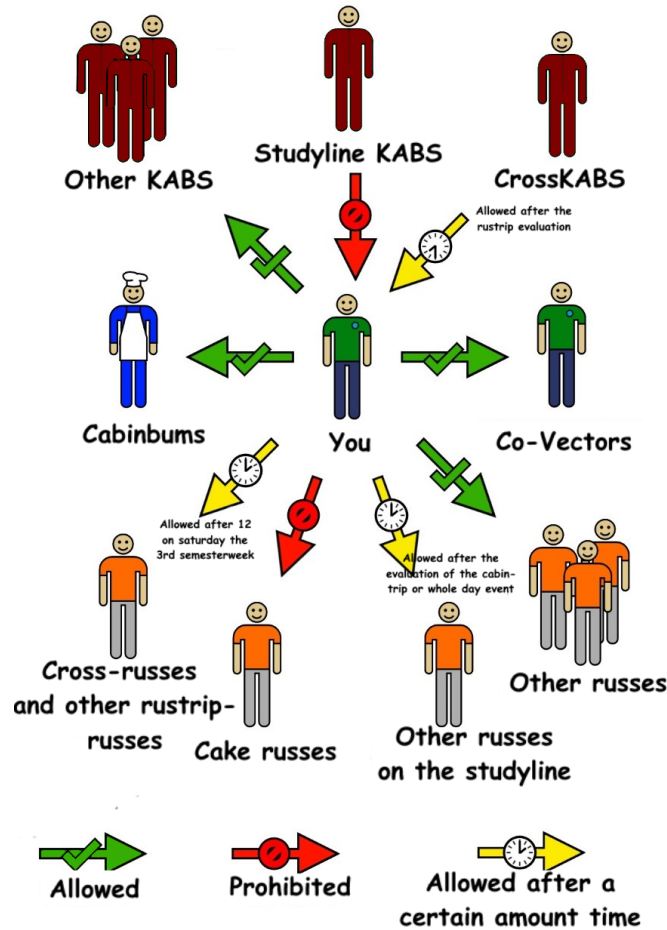 Other KABS
Studyline KABS
CrossKABS
Allowed after the
rustrip evaluation
Cabinbums
You
Co-Vectors
Allowed after 12
on saturday the
3rd semesterweek
Allowed after the
evaluation of the cabin-
trip or whole day event
Cross-russes
and other rustrip-
russes
Cake russes
Other russes
on the studyline
Other russes
Allowed
Prohibited
Allowed after a
certain amount time